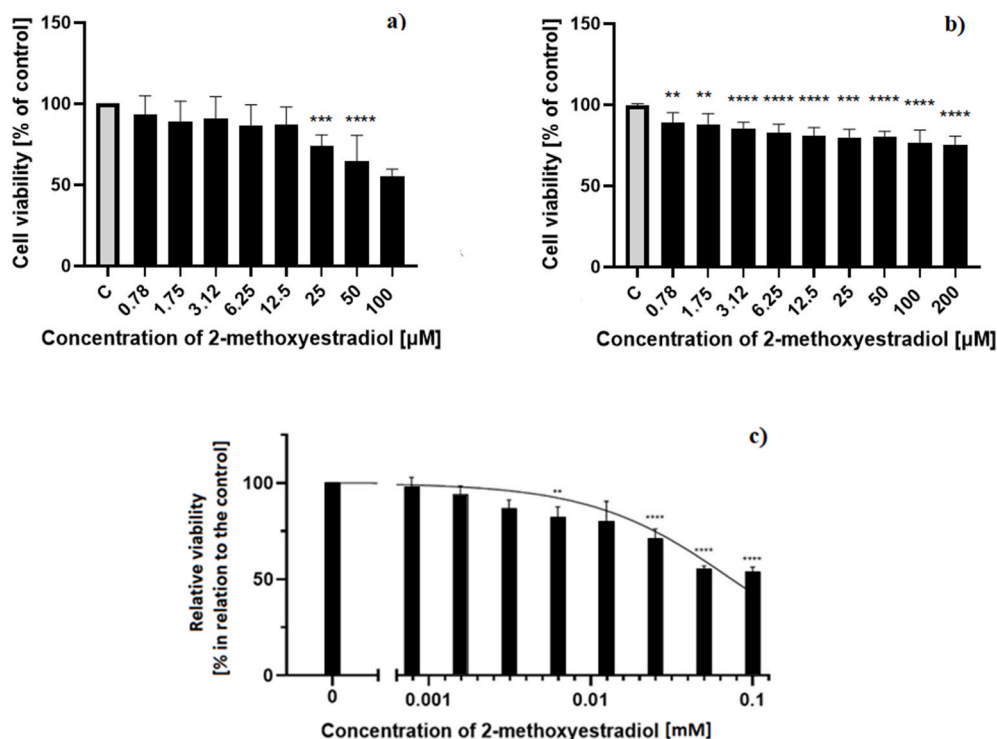 a)
Cell viability [% of control]
150
100
50
0
*** ****
C 0.78 1.75 3.12 6.25 12.5 25 50 100
Concentration of 2-methoxyestradiol [µM]
b)
Cell viability [% of control]
150
100
50
0
** ** **** **** **** *** **** **** ****
C 0.78 1.75 3.12 6.25 12.5 25 50 100 200
Concentration of 2-methoxyestradiol [µM]
c)
Relative viability
[% in relation to the control]
100
50
0
** **** **** ****
0 0.001 0.01 0.1
Concentration of 2-methoxyestradiol [mM]